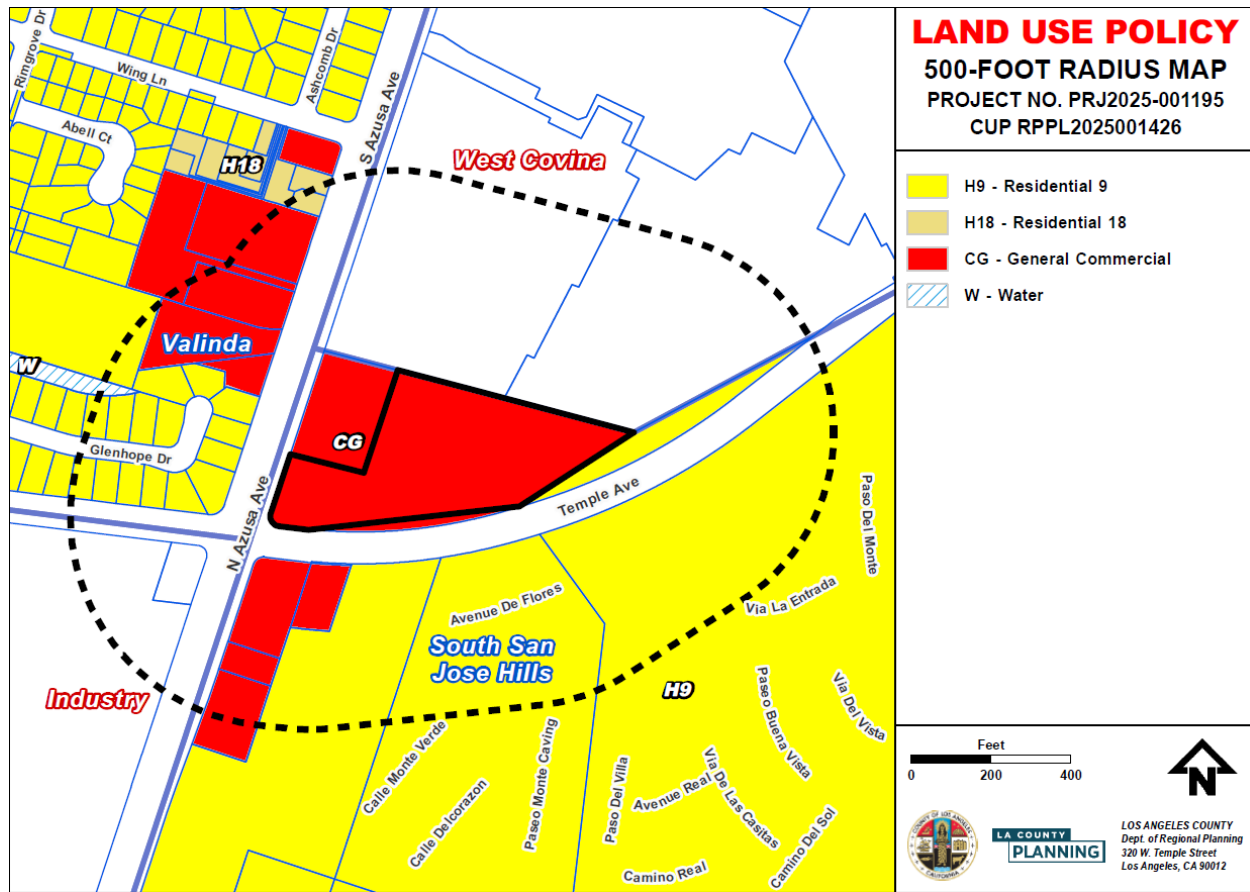 LAND USE POLICY
500-FOOT RADIUS MAP
PROJECT NO. PRJ2025-001195
CUP RPPL2025001426
H9 - Residential 9
H18 - Residential 18
CG - General Commercial
W - Water
Rimgrove Dr
Wing Ln
Ashcomb Dr
S Azusa Ave
Abell Ct
H18
West Covina
Valinda
W
CG
Glenhope Dr
N Azusa Ave
Temple Ave
Paso Del Monte
Avenue De Flores
Via La Entrada
South San
Jose Hills
Industry
H9
Paseo Buena Vista
Via Del Vista
Calle Monte Verde
Paseo Monte Caving
Calle Delcorazon
Paso Del Villa
Avenue Real
Via De Las Casitas
Camino Del Sol
Camino Real
Feet
0 200 400
N
COUNTY OF LOS ANGELES
CALIFORNIA
LA COUNTY
PLANNING
LOS ANGELES COUNTY
Dept. of Regional Planning
320 W. Temple Street
Los Angeles, CA 90012